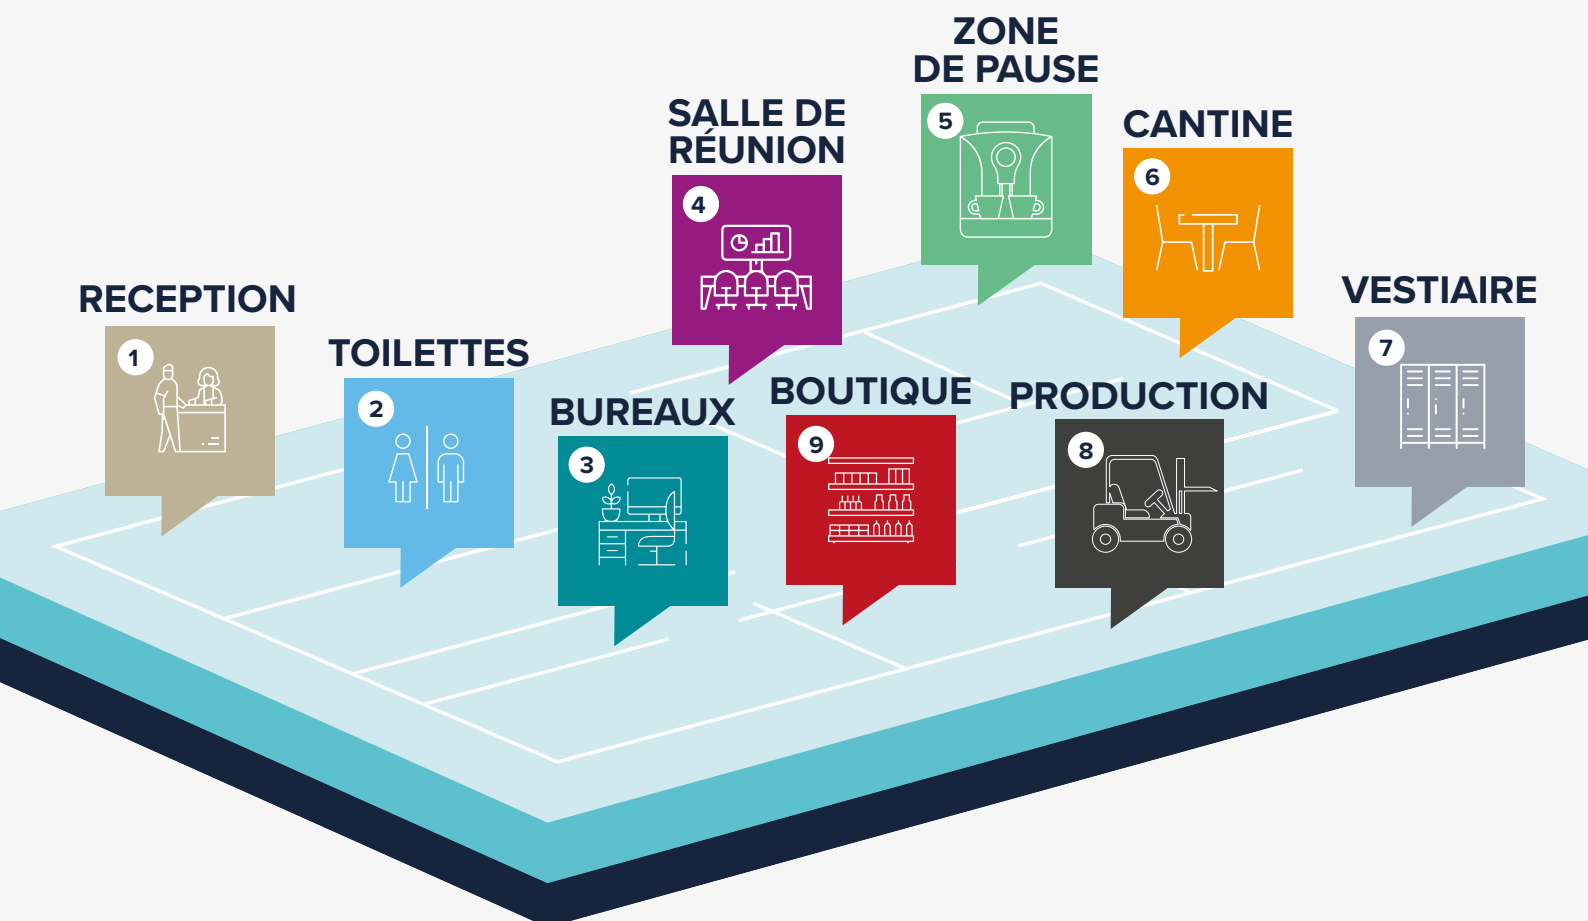 RECEPTION
1
TOILETTES
2
BUREAUX
3
SALLE DE
RÉUNION
4
ZONE
DE PAUSE
5
CANTINE
6
VESTIAIRE
7
PRODUCTION
8
BOUTIQUE
9